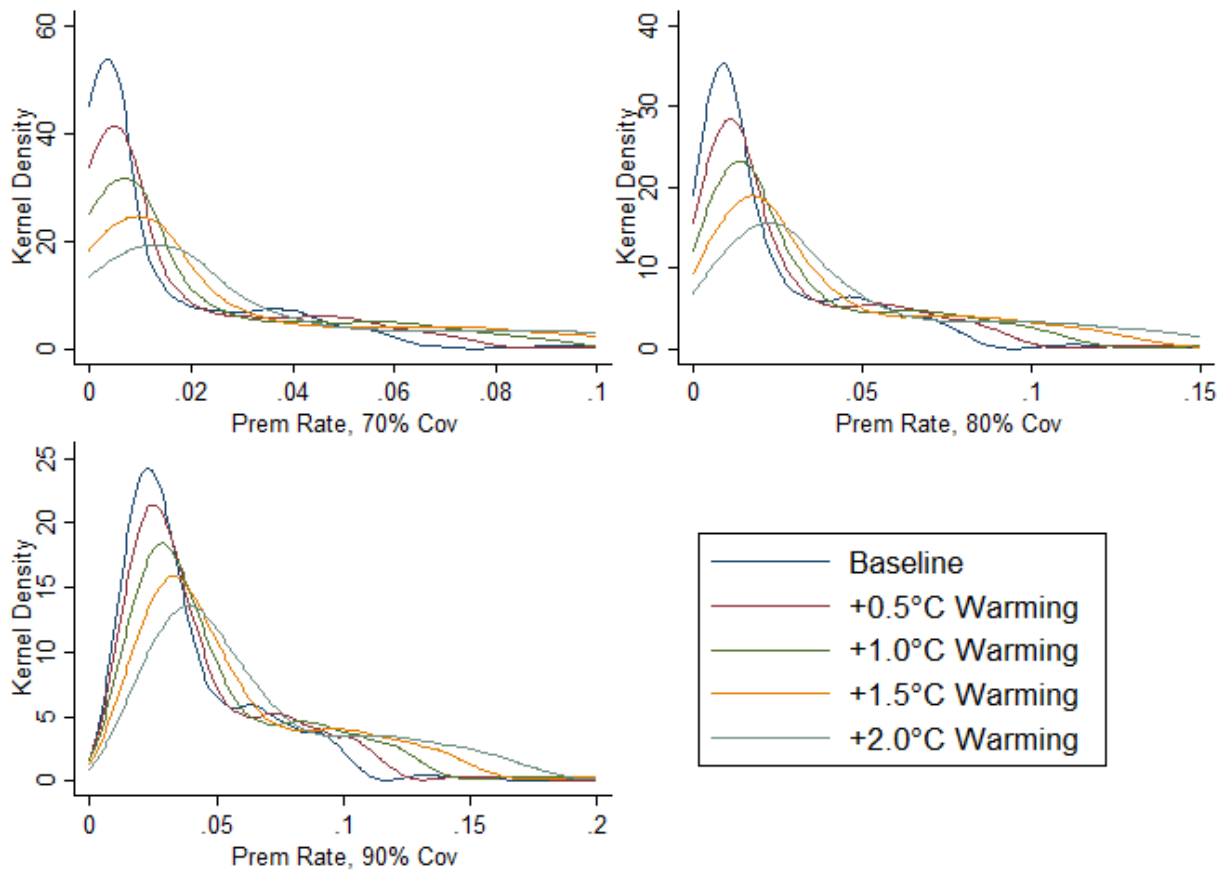 60
40
20
0
Kernel Density
0 .02 .04 .06 .08 .1
Prem Rate, 70% Cov
40
30
20
10
0
Kernel Density
0 .05 .1 .15
Prem Rate, 80% Cov
25
20
15
10
5
0
Kernel Density
0 .05 .1 .15 .2
Prem Rate, 90% Cov
Baseline
+0.5°C Warming
+1.0°C Warming
+1.5°C Warming
+2.0°C Warming